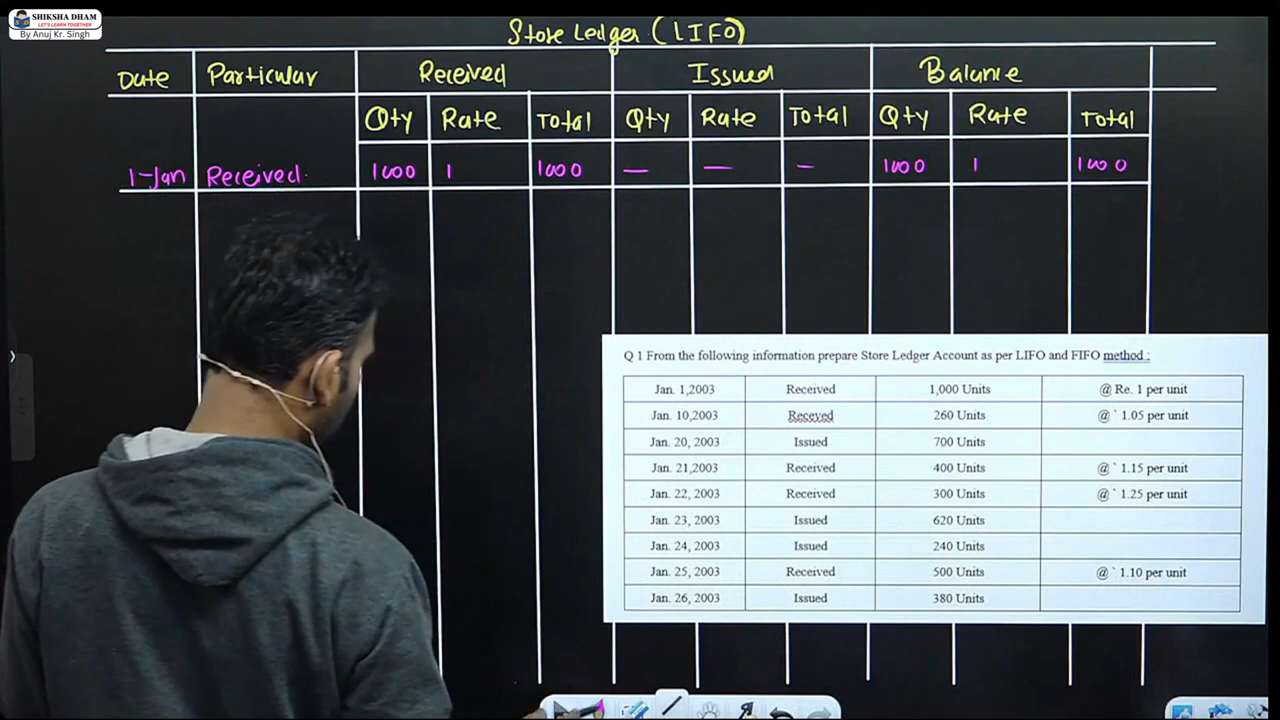 SHIKSHA DHAM
LET'S LEARN TOGETHER
By Anuj Kr. Singh
Store Ledger (LIFO)
Date Particular Received Issued Balance
Qty Rate Total Qty Rate Total Qty Rate Total
1-Jan Received 1000 1 1000 — — — 1000 1 1000
Q 1 From the following information prepare Store Ledger Account as per LIFO and FIFO method :
Jan. 1,2003 Received 1,000 Units @ Re. 1 per unit
Jan. 10,2003 Receved 260 Units @ ` 1.05 per unit
Jan. 20, 2003 Issued 700 Units
Jan. 21,2003 Received 400 Units @ ` 1.15 per unit
Jan. 22, 2003 Received 300 Units @ ` 1.25 per unit
Jan. 23, 2003 Issued 620 Units
Jan. 24, 2003 Issued 240 Units
Jan. 25, 2003 Received 500 Units @ ` 1.10 per unit
Jan. 26, 2003 Issued 380 Units